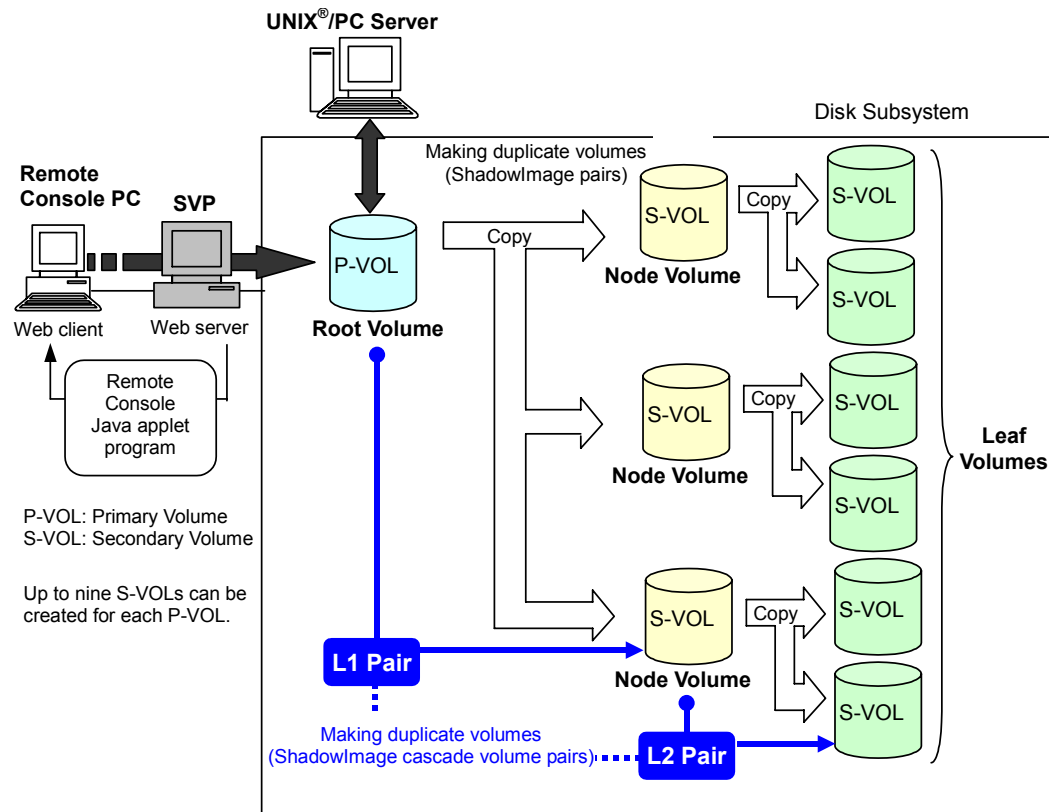 UNIX®/PC Server
Disk Subsystem
Remote
Console PC
SVP
Making duplicate volumes
(ShadowImage pairs)
P-VOL
Root Volume
Copy
S-VOL
Node Volume
Copy
S-VOL
S-VOL
Web client
Web server
Remote
Console
Java applet
program
S-VOL
Node Volume
Copy
S-VOL
S-VOL
Leaf
Volumes
P-VOL: Primary Volume
S-VOL: Secondary Volume
Up to nine S-VOLs can be
created for each P-VOL.
S-VOL
Node Volume
Copy
S-VOL
S-VOL
L1 Pair
Making duplicate volumes
(ShadowImage cascade volume pairs)
L2 Pair